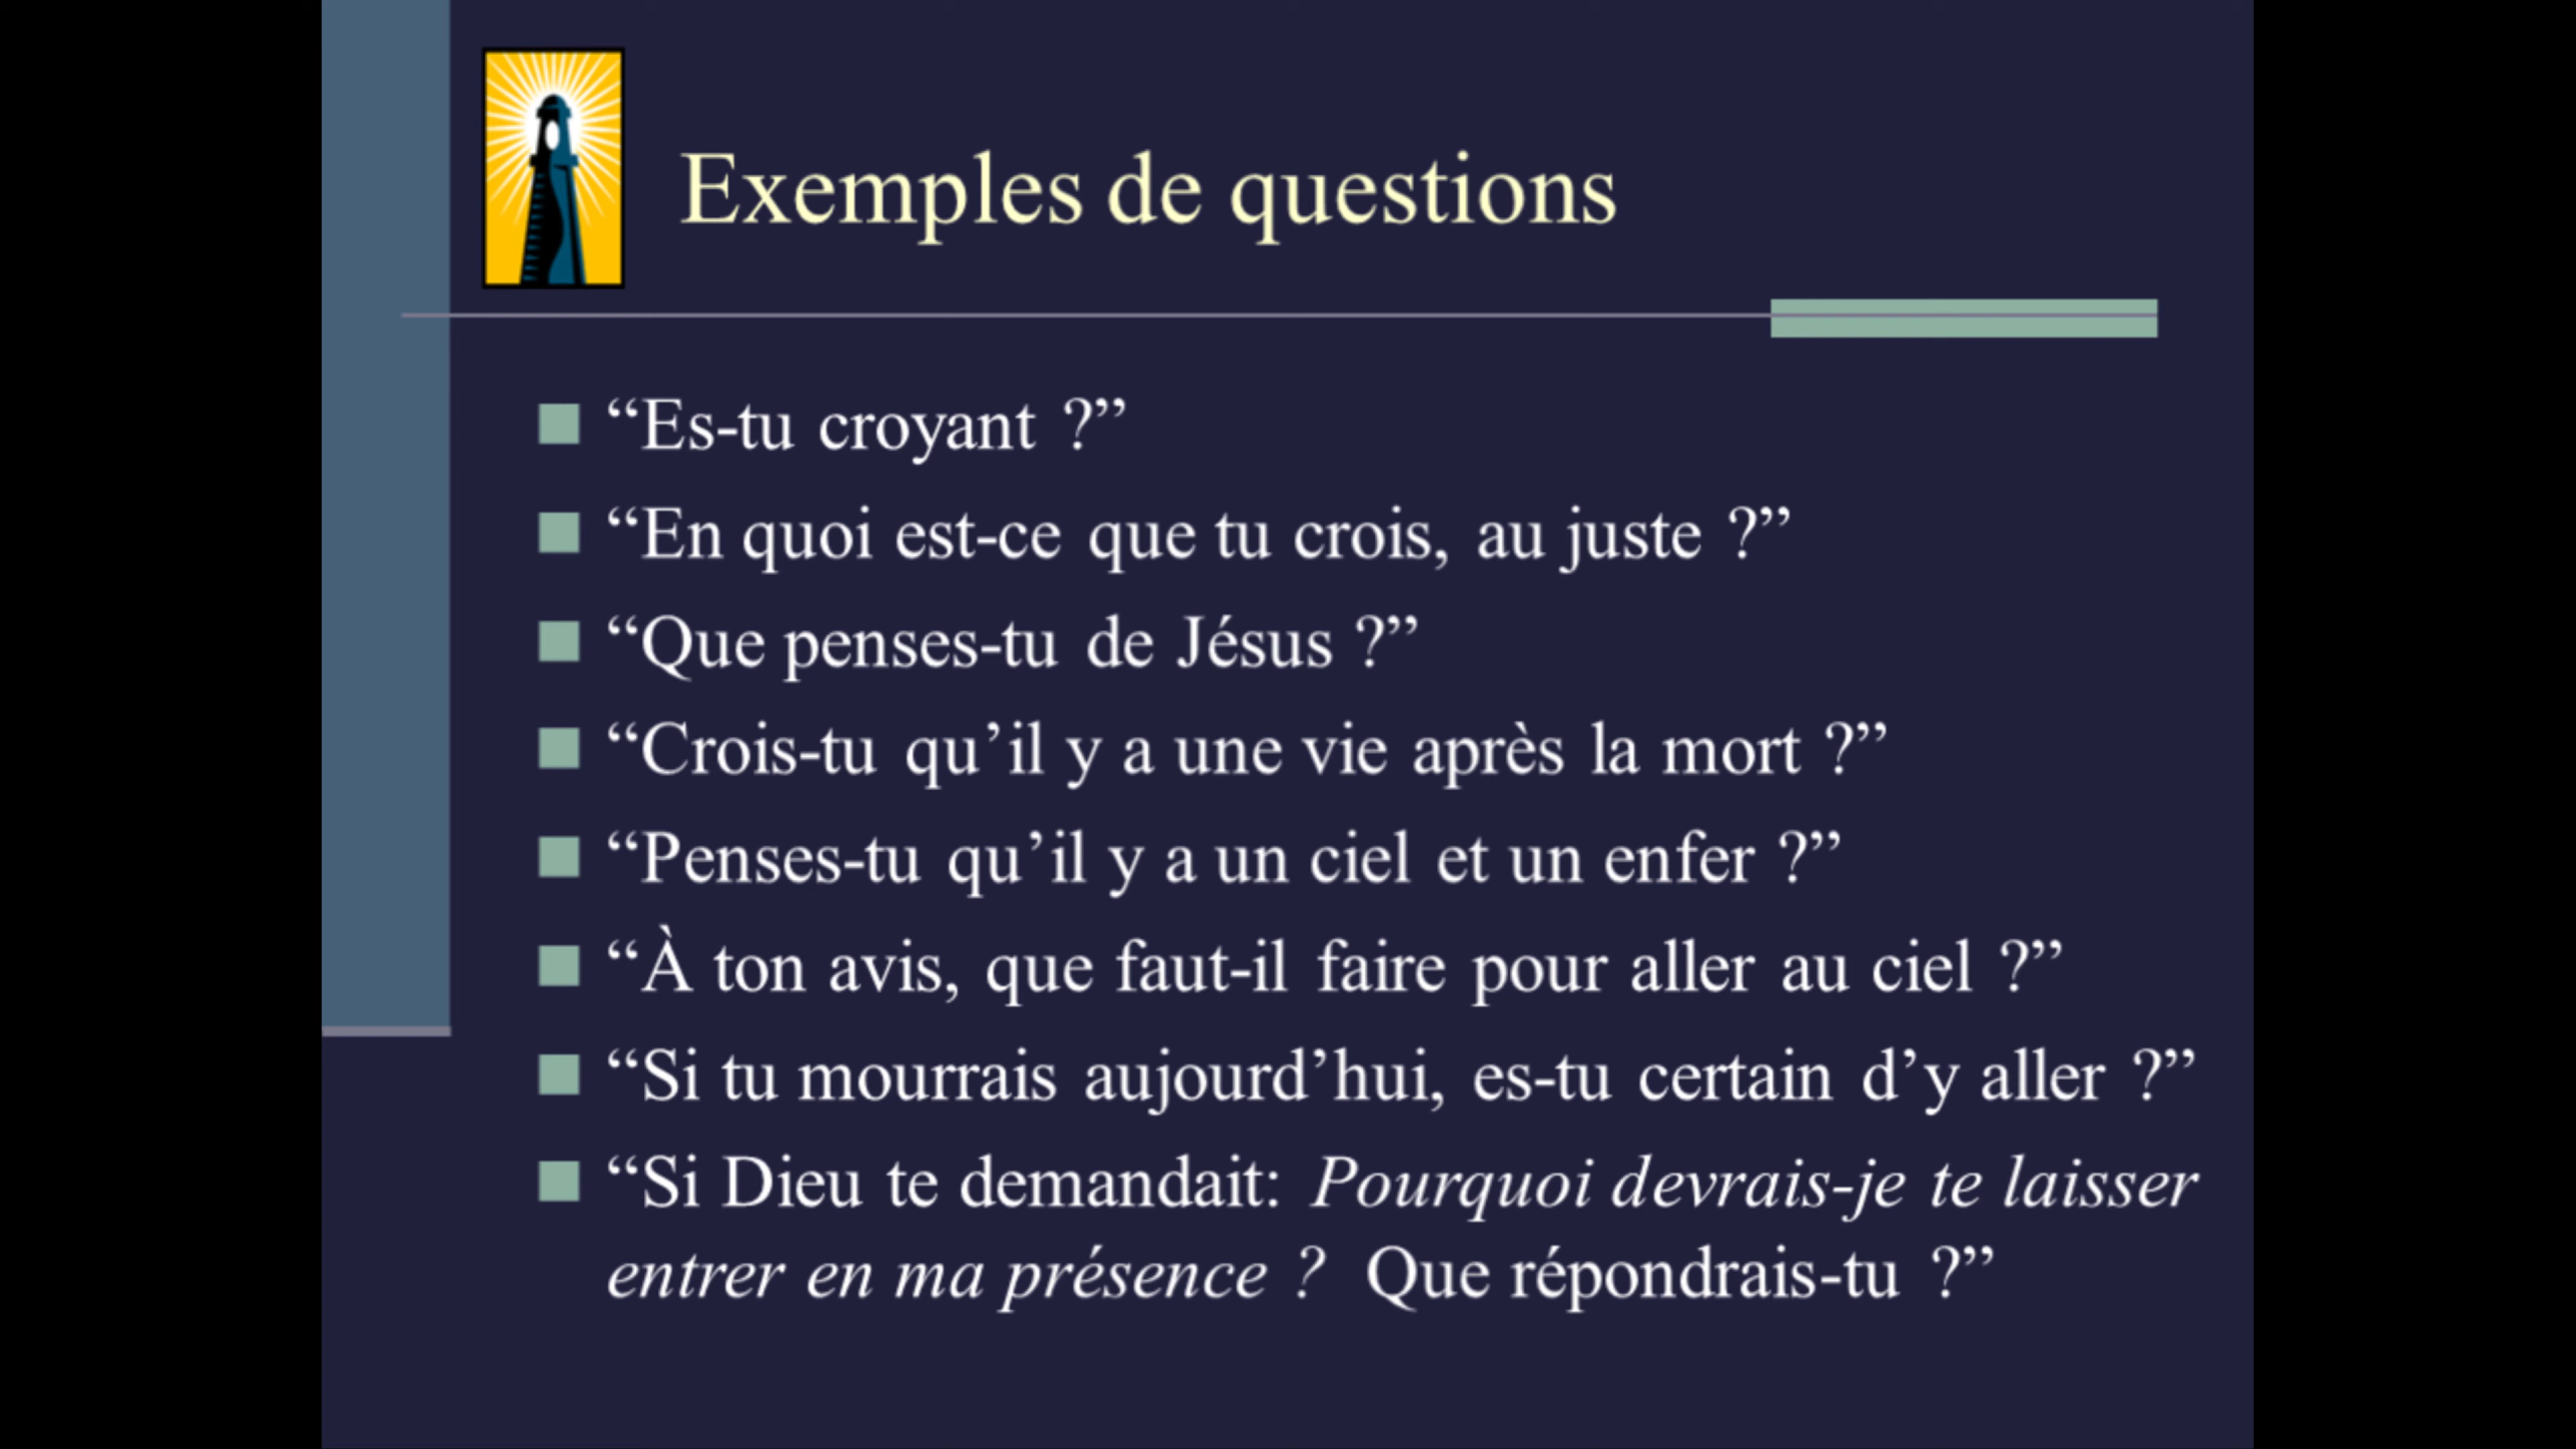 Exemples de questions
“Es-tu croyant ?”
“En quoi est-ce que tu crois, au juste ?”
“Que penses-tu de Jésus ?”
“Crois-tu qu’il y a une vie après la mort ?”
“Penses-tu qu’il y a un ciel et un enfer ?”
“À ton avis, que faut-il faire pour aller au ciel ?”
“Si tu mourrais aujourd’hui, es-tu certain d’y aller ?”
“Si Dieu te demandait: Pourquoi devrais-je te laisser
entrer en ma présence ? Que répondrais-tu ?”